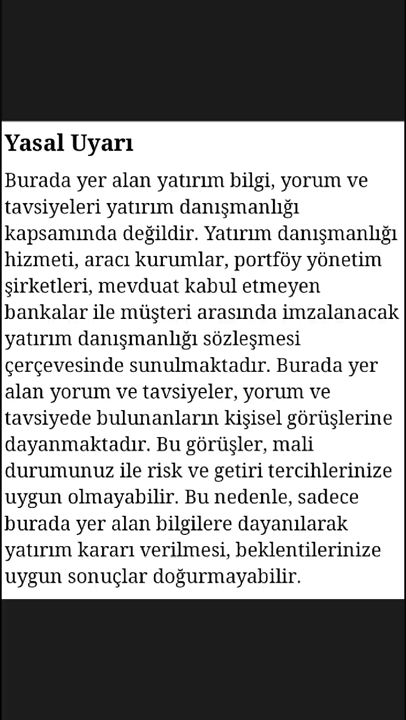 Yasal Uyarı
Burada yer alan yatırım bilgi, yorum ve
tavsiyeleri yatırım danışmanlığı
kapsamında değildir. Yatırım danışmanlığı
hizmeti, aracı kurumlar, portföy yönetim
şirketleri, mevduat kabul etmeyen
bankalar ile müşteri arasında imzalanacak
yatırım danışmanlığı sözleşmesi
çerçevesinde sunulmaktadır. Burada yer
alan yorum ve tavsiyeler, yorum ve
tavsiyede bulunanların kişisel görüşlerine
dayanmaktadır. Bu görüşler, mali
durumunuz ile risk ve getiri tercihlerinize
uygun olmayabilir. Bu nedenle, sadece
burada yer alan bilgilere dayanılarak
yatırım kararı verilmesi, beklentilerinize
uygun sonuçlar doğurmayabilir.